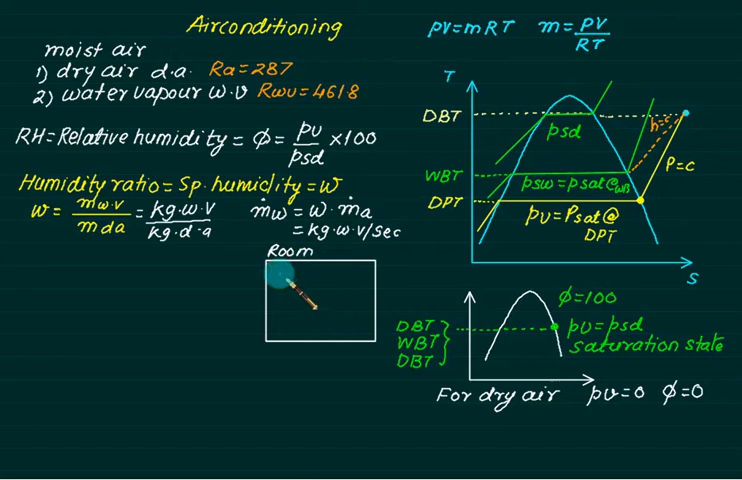 Airconditioning
moist air
1) dry air d.a. Ra=287
2) water vapour w.v Rwv=4618
RH=Relative humidity = ϕ = pv/psd ×100
Humidity ratio = Sp. humidity = w
w = mw.v/mda = kg.w.v/kg.d.a
ṁw = w.ṁa
= kg.w.v/sec
Room
pv=mRT m=PV/RT
T
DBT
psd
h=c
WBT
psw=psat@WB
P=c
DPT
pv=Psat@
DPT
S
ϕ=100
DBT
WBT
DBT
pv=psd
saturation state
For dry air pv=0 ϕ=0